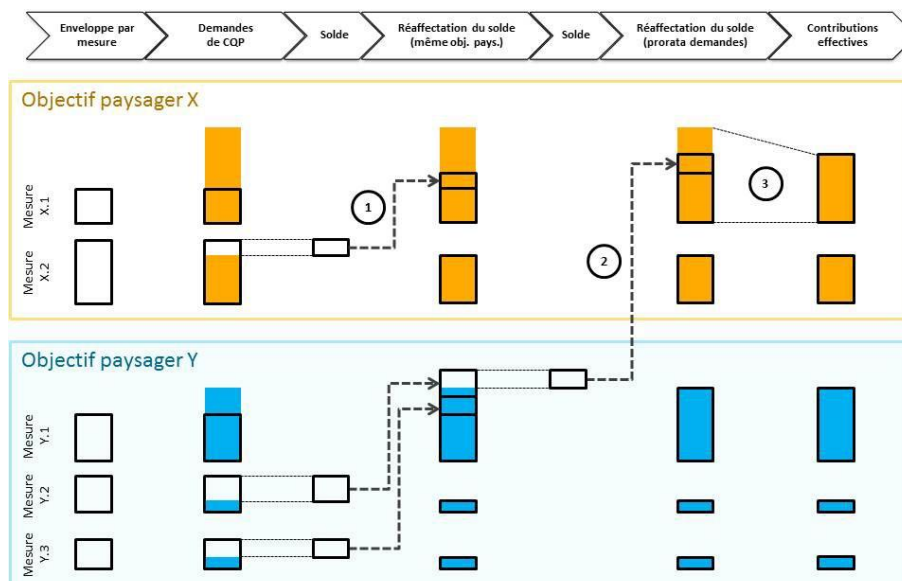 Enveloppe par
mesure
Demandes
de CQP
Solde
Réaffectation du solde
(même obj. pays.)
Solde
Réaffectation du solde
(prorata demandes)
Contributions
effectives
Objectif paysager X
Mesure
X.1
1
3
Mesure
X.2
2
Objectif paysager Y
Mesure
Y.1
Mesure
Y.2
Mesure
Y.3